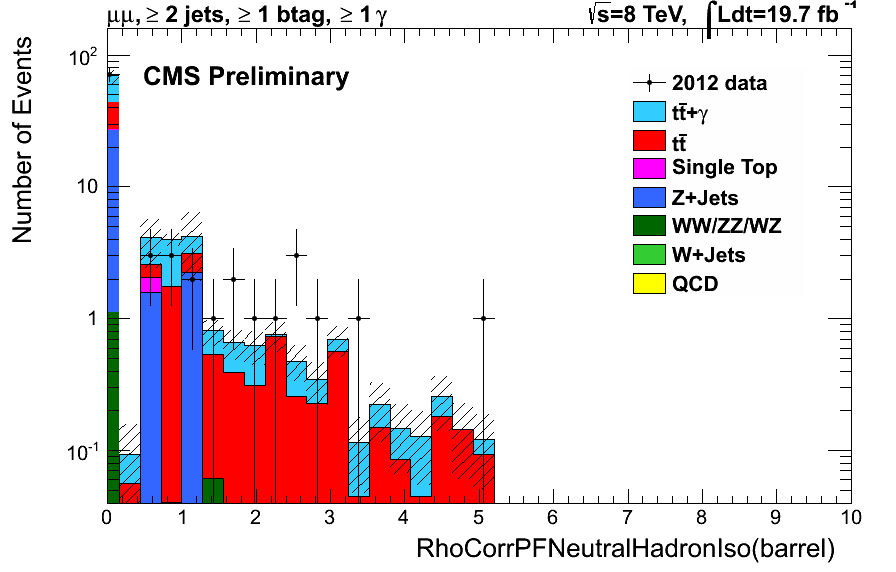 μμ, ≥ 2 jets, ≥ 1 btag, ≥ 1 γ
√s=8 TeV, ∫Ldt=19.7 fb⁻¹
CMS Preliminary
2012 data
tt̄+γ
tt̄
Single Top
Z+Jets
WW/ZZ/WZ
W+Jets
QCD
Number of Events
10²
10
1
10⁻¹
0 1 2 3 4 5 6 7 8 9 10
RhoCorrPFNeutralHadronIso(barrel)